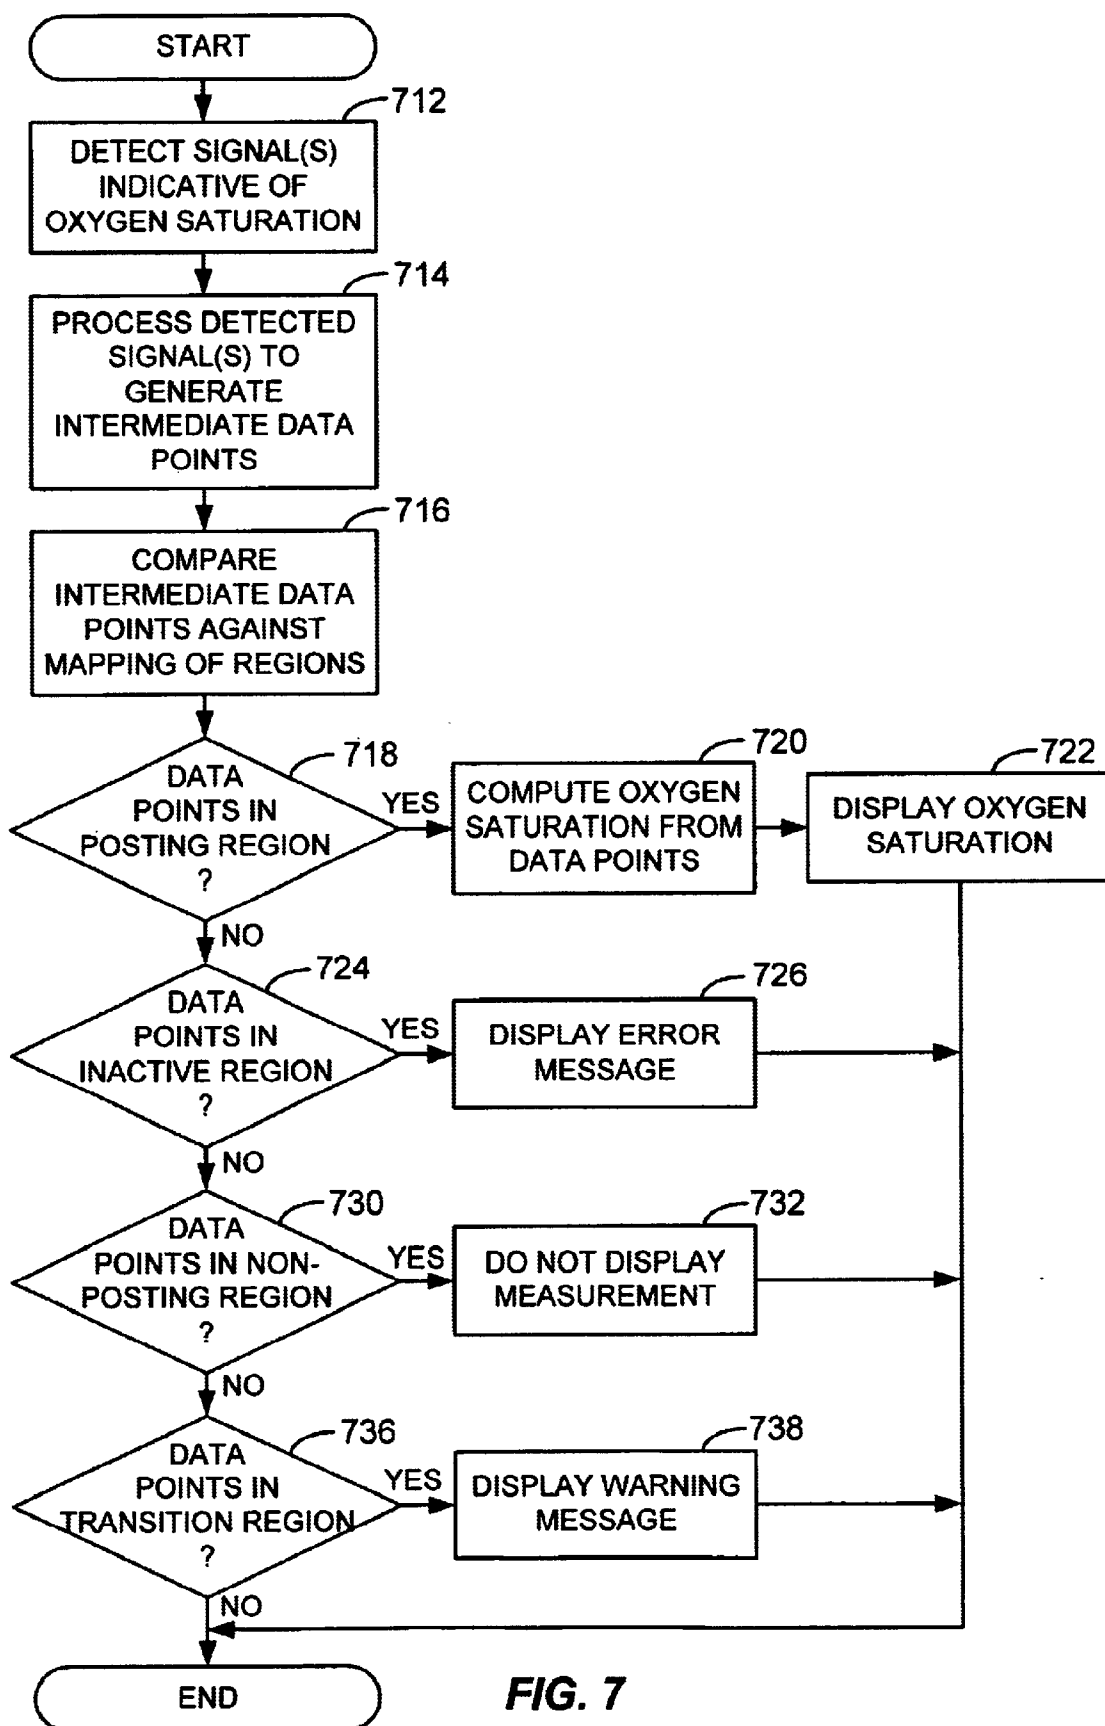 START
712
DETECT SIGNAL(S)
INDICATIVE OF
OXYGEN SATURATION
714
PROCESS DETECTED
SIGNAL(S) TO
GENERATE
INTERMEDIATE DATA
POINTS
716
COMPARE
INTERMEDIATE DATA
POINTS AGAINST
MAPPING OF REGIONS
718
DATA
POINTS IN
POSTING REGION
?
YES
720
COMPUTE OXYGEN
SATURATION FROM
DATA POINTS
722
DISPLAY OXYGEN
SATURATION
NO
724
DATA
POINTS IN
INACTIVE REGION
?
YES
726
DISPLAY ERROR
MESSAGE
NO
730
DATA
POINTS IN NON-
POSTING REGION
?
YES
732
DO NOT DISPLAY
MEASUREMENT
NO
736
DATA
POINTS IN
TRANSITION REGION
?
YES
738
DISPLAY WARNING
MESSAGE
NO
END
FIG. 7